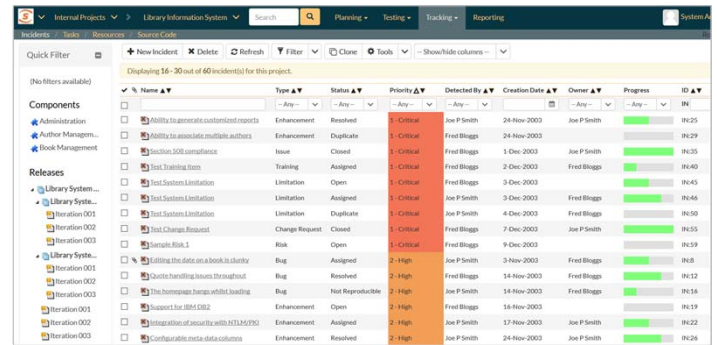 Internal Projects > Library Information System Search Planning Testing Tracking Reporting System A
Incidents / Tasks / Resources / Source Code
Quick Filter
New Incident Delete Refresh Filter Clone Tools -- Show/hide columns --
Displaying 16 - 30 out of 60 incident(s) for this project.
(No filters available)
Name Type Status Priority Detected By Creation Date Owner Progress ID
-- Any -- -- Any -- -- Any -- -- Any -- -- Any -- -- Any -- IN
Components
Administration
Author Managem...
Book Management
Releases
Library System ...
Library Syste...
Iteration 001
Iteration 002
Iteration 003
Library Syste...
Iteration 001
Iteration 002
Iteration 003
Iteration 001
Iteration 002
Iteration 003
Ability to generate customized reports Enhancement Resolved 1 - Critical Joe P Smith 24-Nov-2003 Joe P Smith IN:25
Ability to associate multiple authors Enhancement Duplicate 1 - Critical Fred Bloggs 24-Nov-2003 IN:29
Section 508 compliance Issue Closed 1 - Critical Fred Bloggs 1-Dec-2003 Joe P Smith IN:35
Test Training Item Training Assigned 1 - Critical Joe P Smith 2-Dec-2003 Fred Bloggs IN:40
Test System Limitation Limitation Open 1 - Critical Fred Bloggs 3-Dec-2003 IN:45
Test System Limitation Limitation Assigned 1 - Critical Joe P Smith 3-Dec-2003 Fred Bloggs IN:46
Test System Limitation Limitation Duplicate 1 - Critical Joe P Smith 4-Dec-2003 Fred Bloggs IN:50
Test Change Request Change Request Closed 1 - Critical Fred Bloggs 7-Dec-2003 Joe P Smith IN:55
Sample Risk 1 Risk Open 1 - Critical Fred Bloggs 9-Dec-2003 IN:59
Editing the date on a book is clunky Bug Assigned 2 - High Joe P Smith 3-Nov-2003 Fred Bloggs IN:8
Quote handling issues throughout Bug Resolved 2 - High Fred Bloggs 14-Nov-2003 Fred Bloggs IN:12
The homepage hangs whilst loading Bug Not Reproducible 2 - High Fred Bloggs 14-Nov-2003 Fred Bloggs IN:16
Support for IBM DB2 Enhancement Open 2 - High Fred Bloggs 16-Nov-2003 IN:19
Integration of security with NTLM/PKI Enhancement Assigned 2 - High Joe P Smith 17-Nov-2003 Joe P Smith IN:22
Configurable meta-data columns Enhancement Resolved 2 - High Joe P Smith 24-Nov-2003 Joe P Smith IN:26